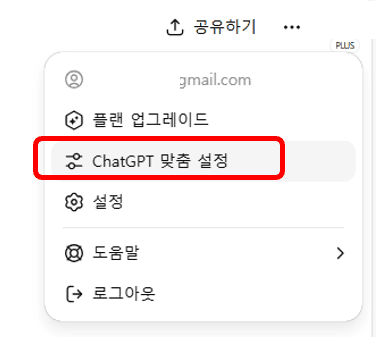 공유하기 ...
PLUS
gmail.com
플랜 업그레이드
ChatGPT 맞춤 설정
설정
도움말
로그아웃